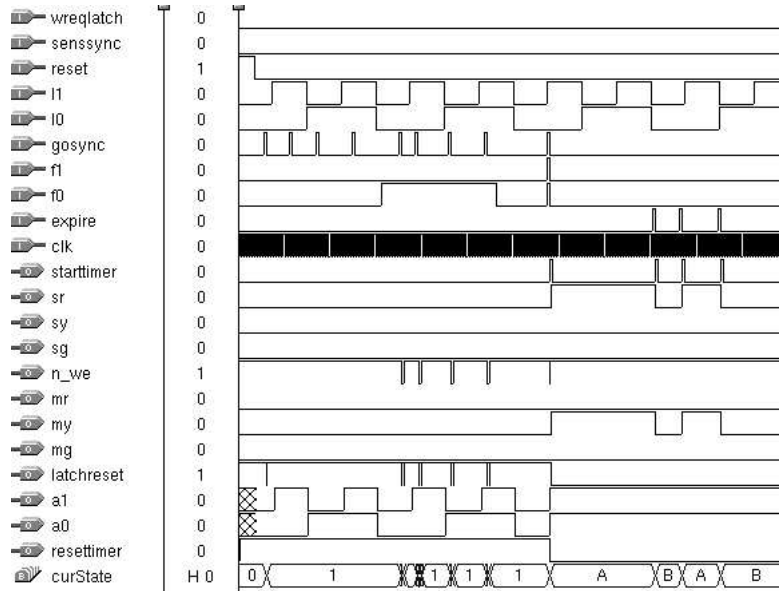 wreqlatch 0
senssync 0
reset 1
l1 0
l0 0
gosync 0
f1 0
f0 0
expire 0
clk 0
starttimer 0
sr 0
sy 0
sg 0
n_we 1
mr 0
my 0
mg 0
latchreset 1
a1 0
a0 0
resettimer 0
curState H 0 0 1 1 1 1 A B A B